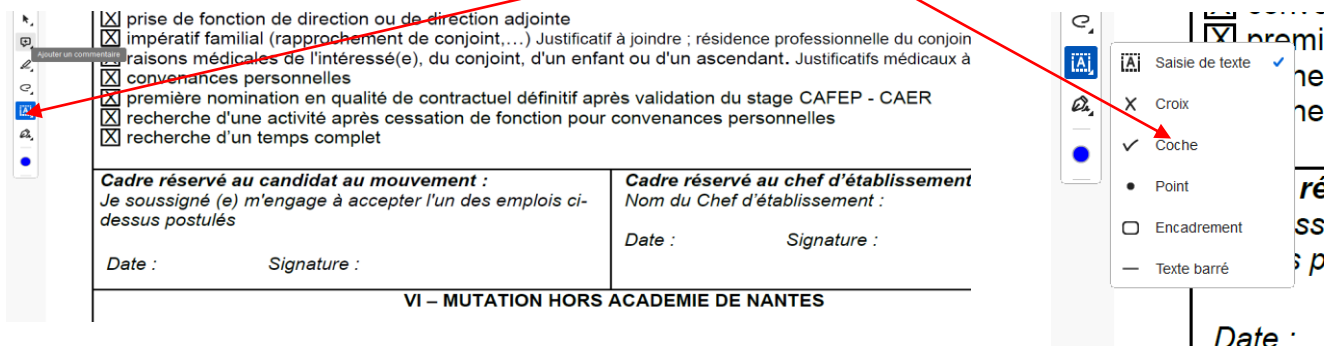 prise de fonction de direction ou de direction adjointe
impératif familial (rapprochement de conjoint,…) Justificatif à joindre ; résidence professionnelle du conjoin
raisons médicales de l'intéressé(e), du conjoint, d'un enfant ou d'un ascendant. Justificatifs médicaux à
Ajouter un commentaire
convenances personnelles
première nomination en qualité de contractuel définitif après validation du stage CAFEP - CAER
recherche d'une activité après cessation de fonction pour convenances personnelles
recherche d'un temps complet
Cadre réservé au candidat au mouvement :
Je soussigné (e) m'engage à accepter l'un des emplois ci-
dessus postulés
Date : Signature :
Cadre réservé au chef d'établissement
Nom du Chef d'établissement :
Date : Signature :
VI – MUTATION HORS ACADEMIE DE NANTES
premi
Saisie de texte
Croix
Coche
Point
Encadrement
Texte barré
Date :